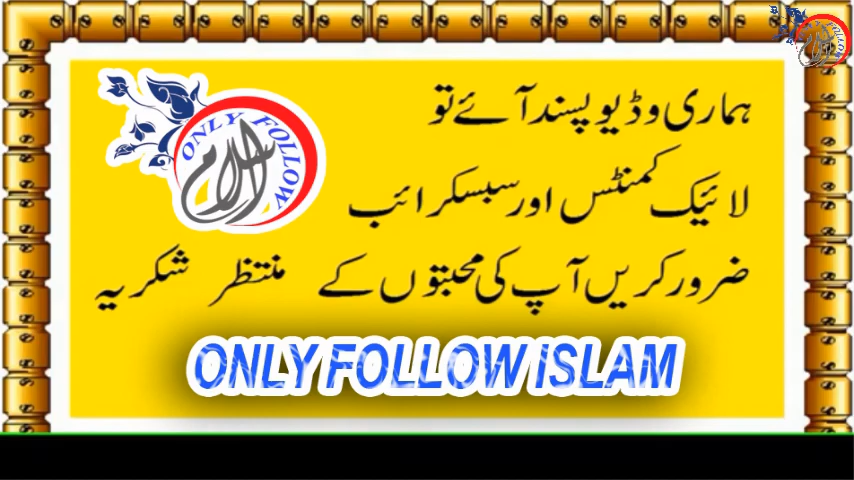 ہماری وڈیو پسند آئے تو
لائیک کمنٹس اور سبسکرائب
ضرور کریں آپ کی محبتوں کے منتظر شکریہ
ONLY FOLLOW
اسلام
ONLY FOLLOW ISLAM